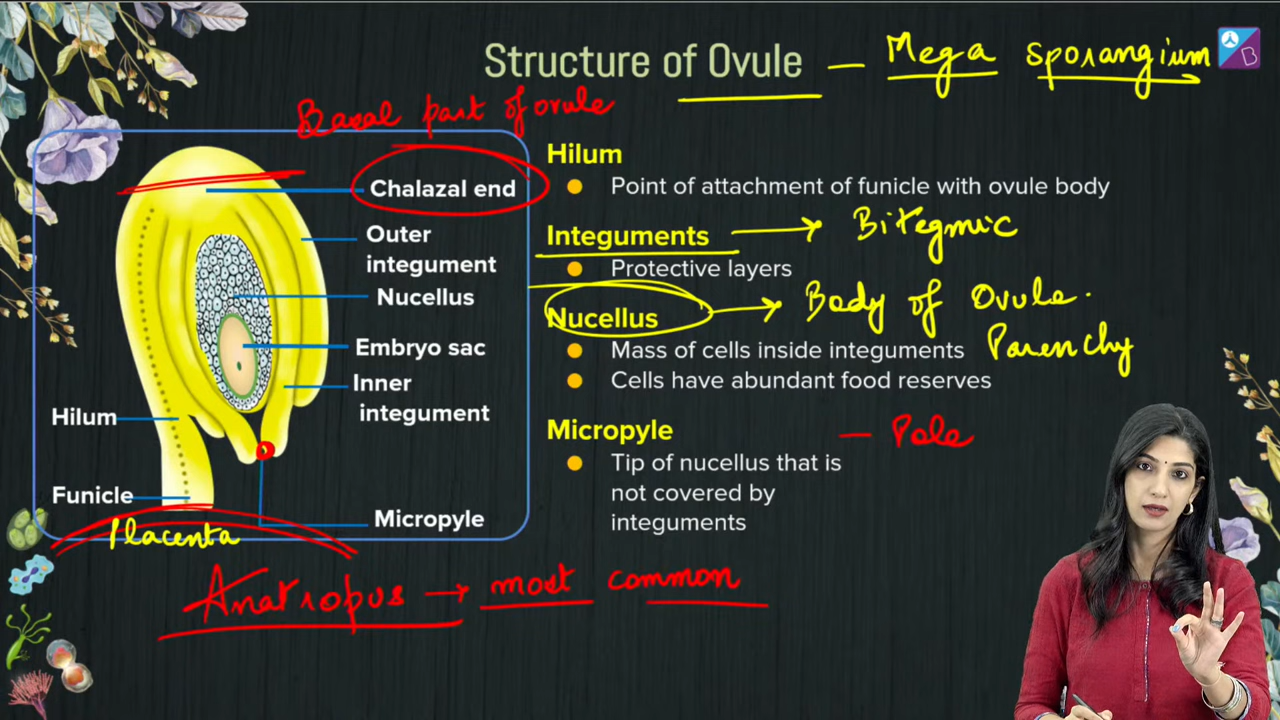 Structure of Ovule — Mega Sporangium
B
Basal part of ovule
Chalazal end
Outer
integument
Nucellus
Embryo sac
Inner
integument
Hilum
Funicle
Micropyle
Placenta
Anatropus → most common
Hilum
Point of attachment of funicle with ovule body
Integuments → Bitegmic
Protective layers
Nucellus → Body of Ovule.
Parenchy
Mass of cells inside integuments
Cells have abundant food reserves
Micropyle — Pole
Tip of nucellus that is
not covered by
integuments